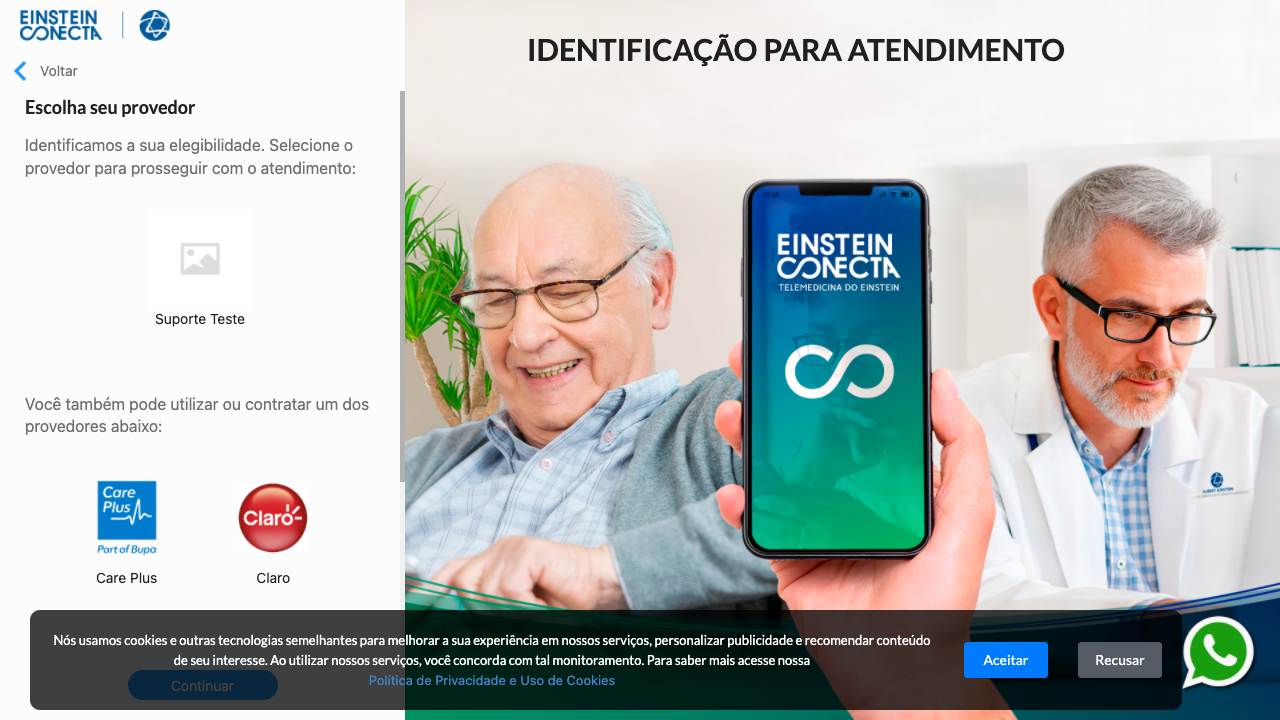 EINSTEIN
CONECTA
Voltar
Escolha seu provedor
Identificamos a sua elegibilidade. Selecione o
provedor para prosseguir com o atendimento:
Suporte Teste
Você também pode utilizar ou contratar um dos
provedores abaixo:
Care
Plus
Part of Bupa
Claro
Care Plus
Claro
IDENTIFICAÇÃO PARA ATENDIMENTO
EINSTEIN
CONECTA
TELEMEDICINA DO EINSTEIN
ALBERT EINSTEIN
Nós usamos cookies e outras tecnologias semelhantes para melhorar a sua experiência em nossos serviços, personalizar publicidade e recomendar conteúdo
de seu interesse. Ao utilizar nossos serviços, você concorda com tal monitoramento. Para saber mais acesse nossa
Política de Privacidade e Uso de Cookies
Aceitar
Recusar
Continuar